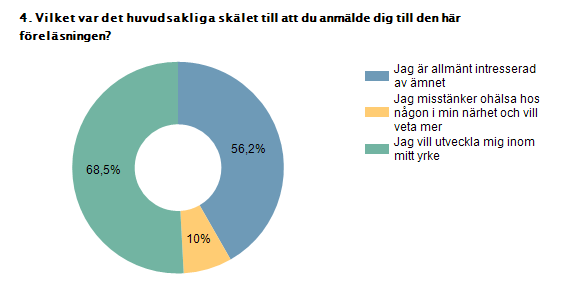 4. Vilket var det huvudsakliga skälet till att du anmälde dig till den här
föreläsningen?
Jag är allmänt intresserad
av ämnet
Jag misstänker ohälsa hos
någon i min närhet och vill
veta mer
Jag vill utveckla mig inom
mitt yrke
56,2%
68,5%
10%